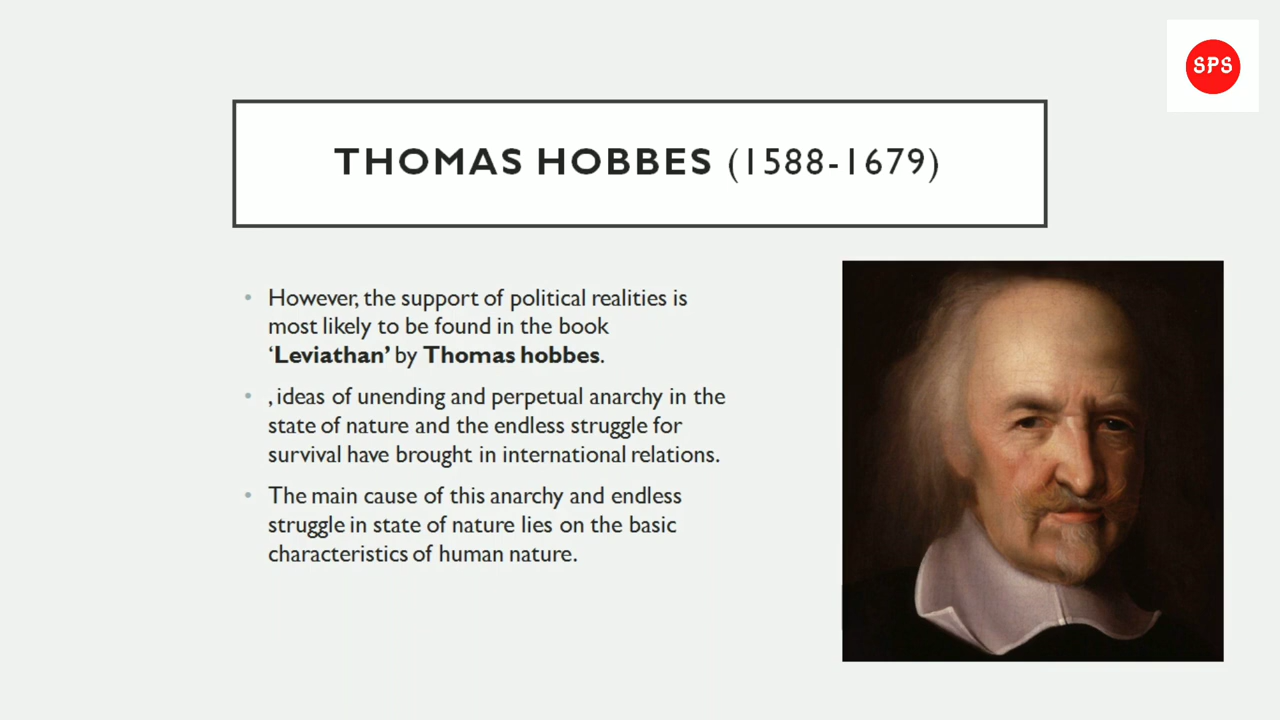 SPS
THOMAS HOBBES (1588-1679)
• However, the support of political realities is
most likely to be found in the book
‘Leviathan’ by Thomas hobbes.
• , ideas of unending and perpetual anarchy in the
state of nature and the endless struggle for
survival have brought in international relations.
• The main cause of this anarchy and endless
struggle in state of nature lies on the basic
characteristics of human nature.